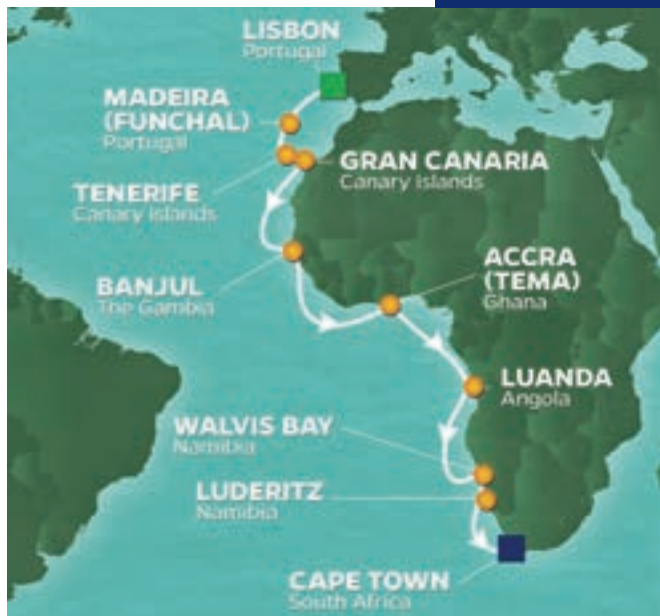 LISBON
Portugal
MADEIRA
(FUNCHAL)
Portugal
TENERIFE
Canary Islands
GRAN CANARIA
Canary Islands
BANJUL
The Gambia
ACCRA
(TEMA)
Ghana
LUANDA
Angola
WALVIS BAY
Namibia
LUDERITZ
Namibia
CAPE TOWN
South Africa